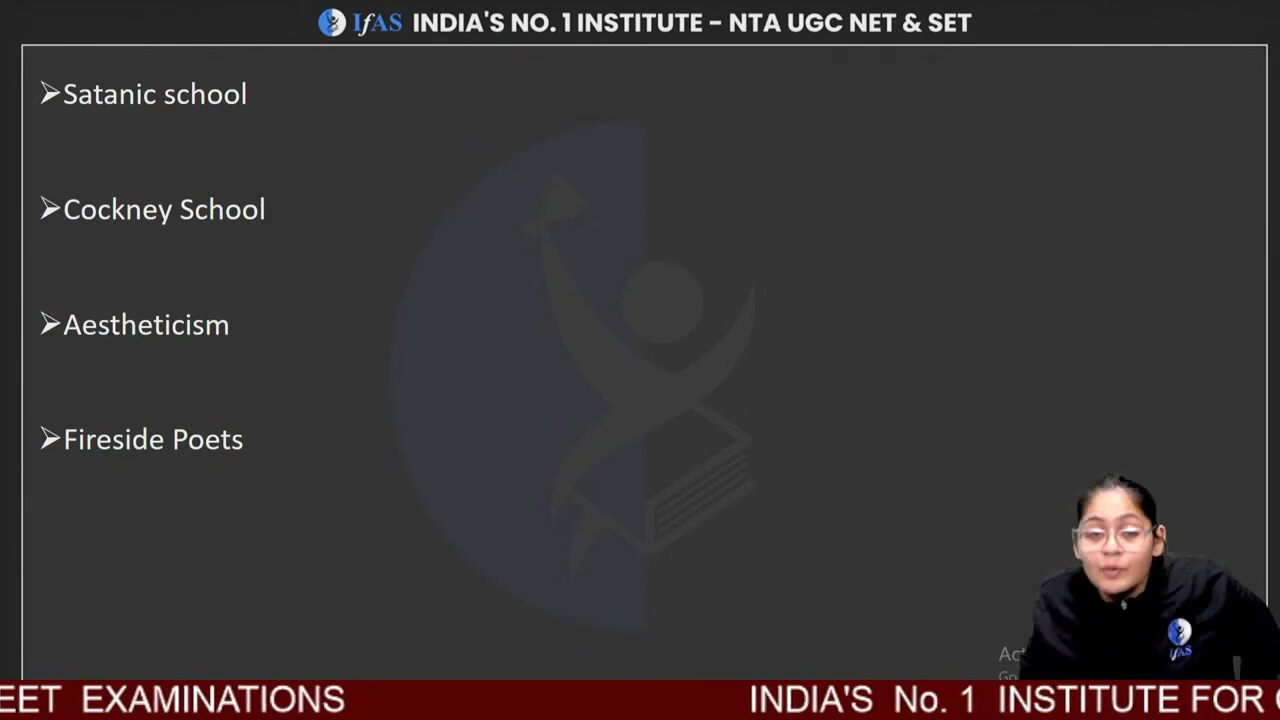 IfAS INDIA'S NO. 1 INSTITUTE – NTA UGC NET & SET
➢Satanic school
➢Cockney School
➢Aestheticism
➢Fireside Poets
IfAS
EET EXAMINATIONS INDIA'S No. 1 INSTITUTE FOR